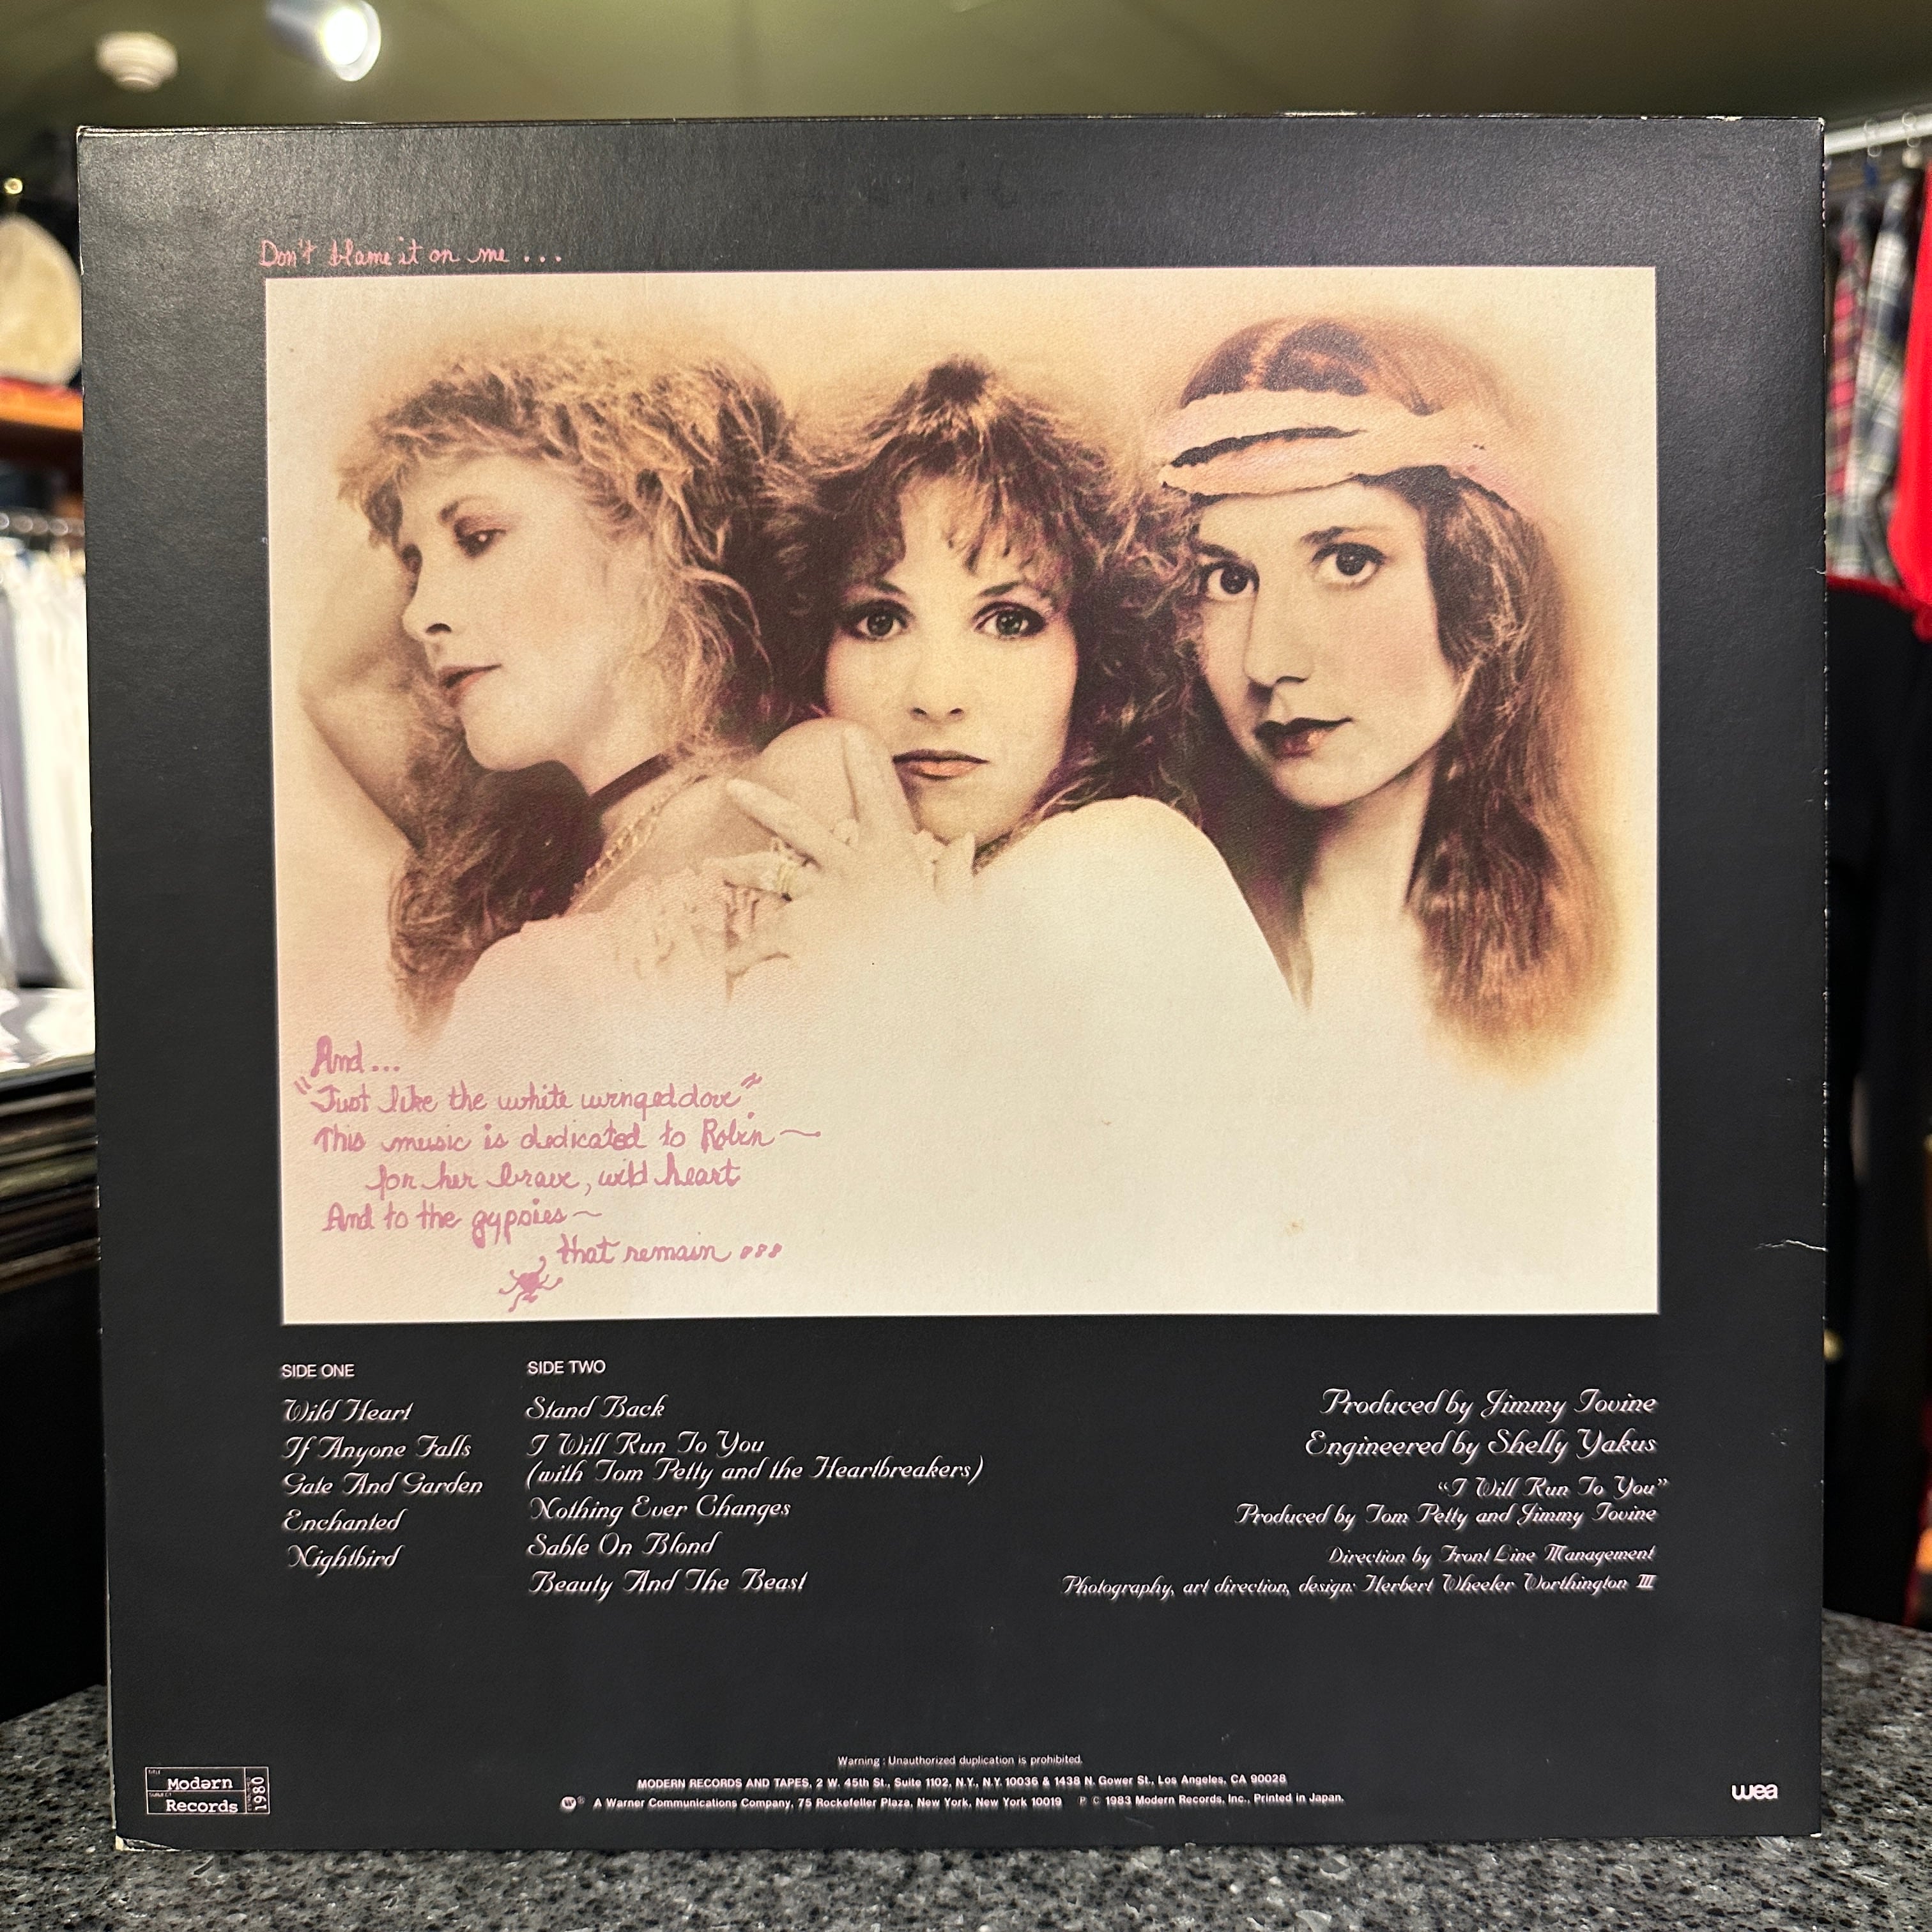 Don't blame it on me ...
And...
"Just like the white winged dove"
This music is dedicated to Robin ~
for her brave, wild heart
And to the gypsies ~
that remain ...
SIDE ONE
Wild Heart
If Anyone Falls
Gate And Garden
Enchanted
Nightbird
SIDE TWO
Stand Back
I Will Run To You
(with Tom Petty and the Heartbreakers)
Nothing Ever Changes
Sable On Blond
Beauty And The Beast
Produced by Jimmy Iovine
Engineered by Shelly Yakus
“I Will Run To You”
Produced by Tom Petty and Jimmy Iovine
Direction by Front Line Management
Photography, art direction, design: Herbert Wheeler Worthington III
Warning : Unauthorized duplication is prohibited.
MODERN RECORDS AND TAPES, 2 W. 45th St., Suite 1102, N.Y., N.Y. 10036 & 1438 N. Gower St., Los Angeles, CA 90028
A Warner Communications Company, 75 Rockefeller Plaza, New York, New York 10019 P C 1983 Modern Records, Inc., Printed in Japan.
Modern
Records
1980
wea